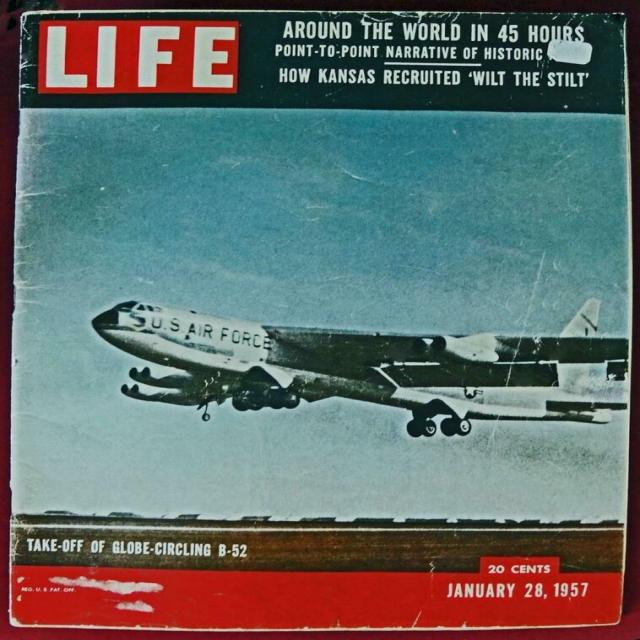 LIFE
AROUND THE WORLD IN 45 HOURS
POINT-TO-POINT NARRATIVE OF HISTORIC
HOW KANSAS RECRUITED 'WILT THE STILT'
U.S. AIR FORCE
TAKE-OFF OF GLOBE-CIRCLING B-52
20 CENTS
REG. U. S. PAT. OFF.
JANUARY 28, 1957